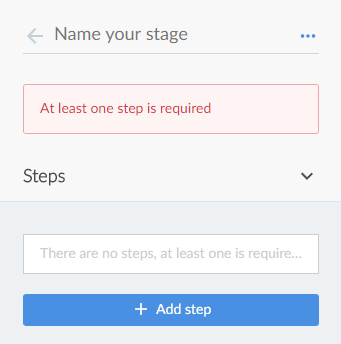 Name your stage
At least one step is required
Steps
There are no steps, at least one is require...
Add step